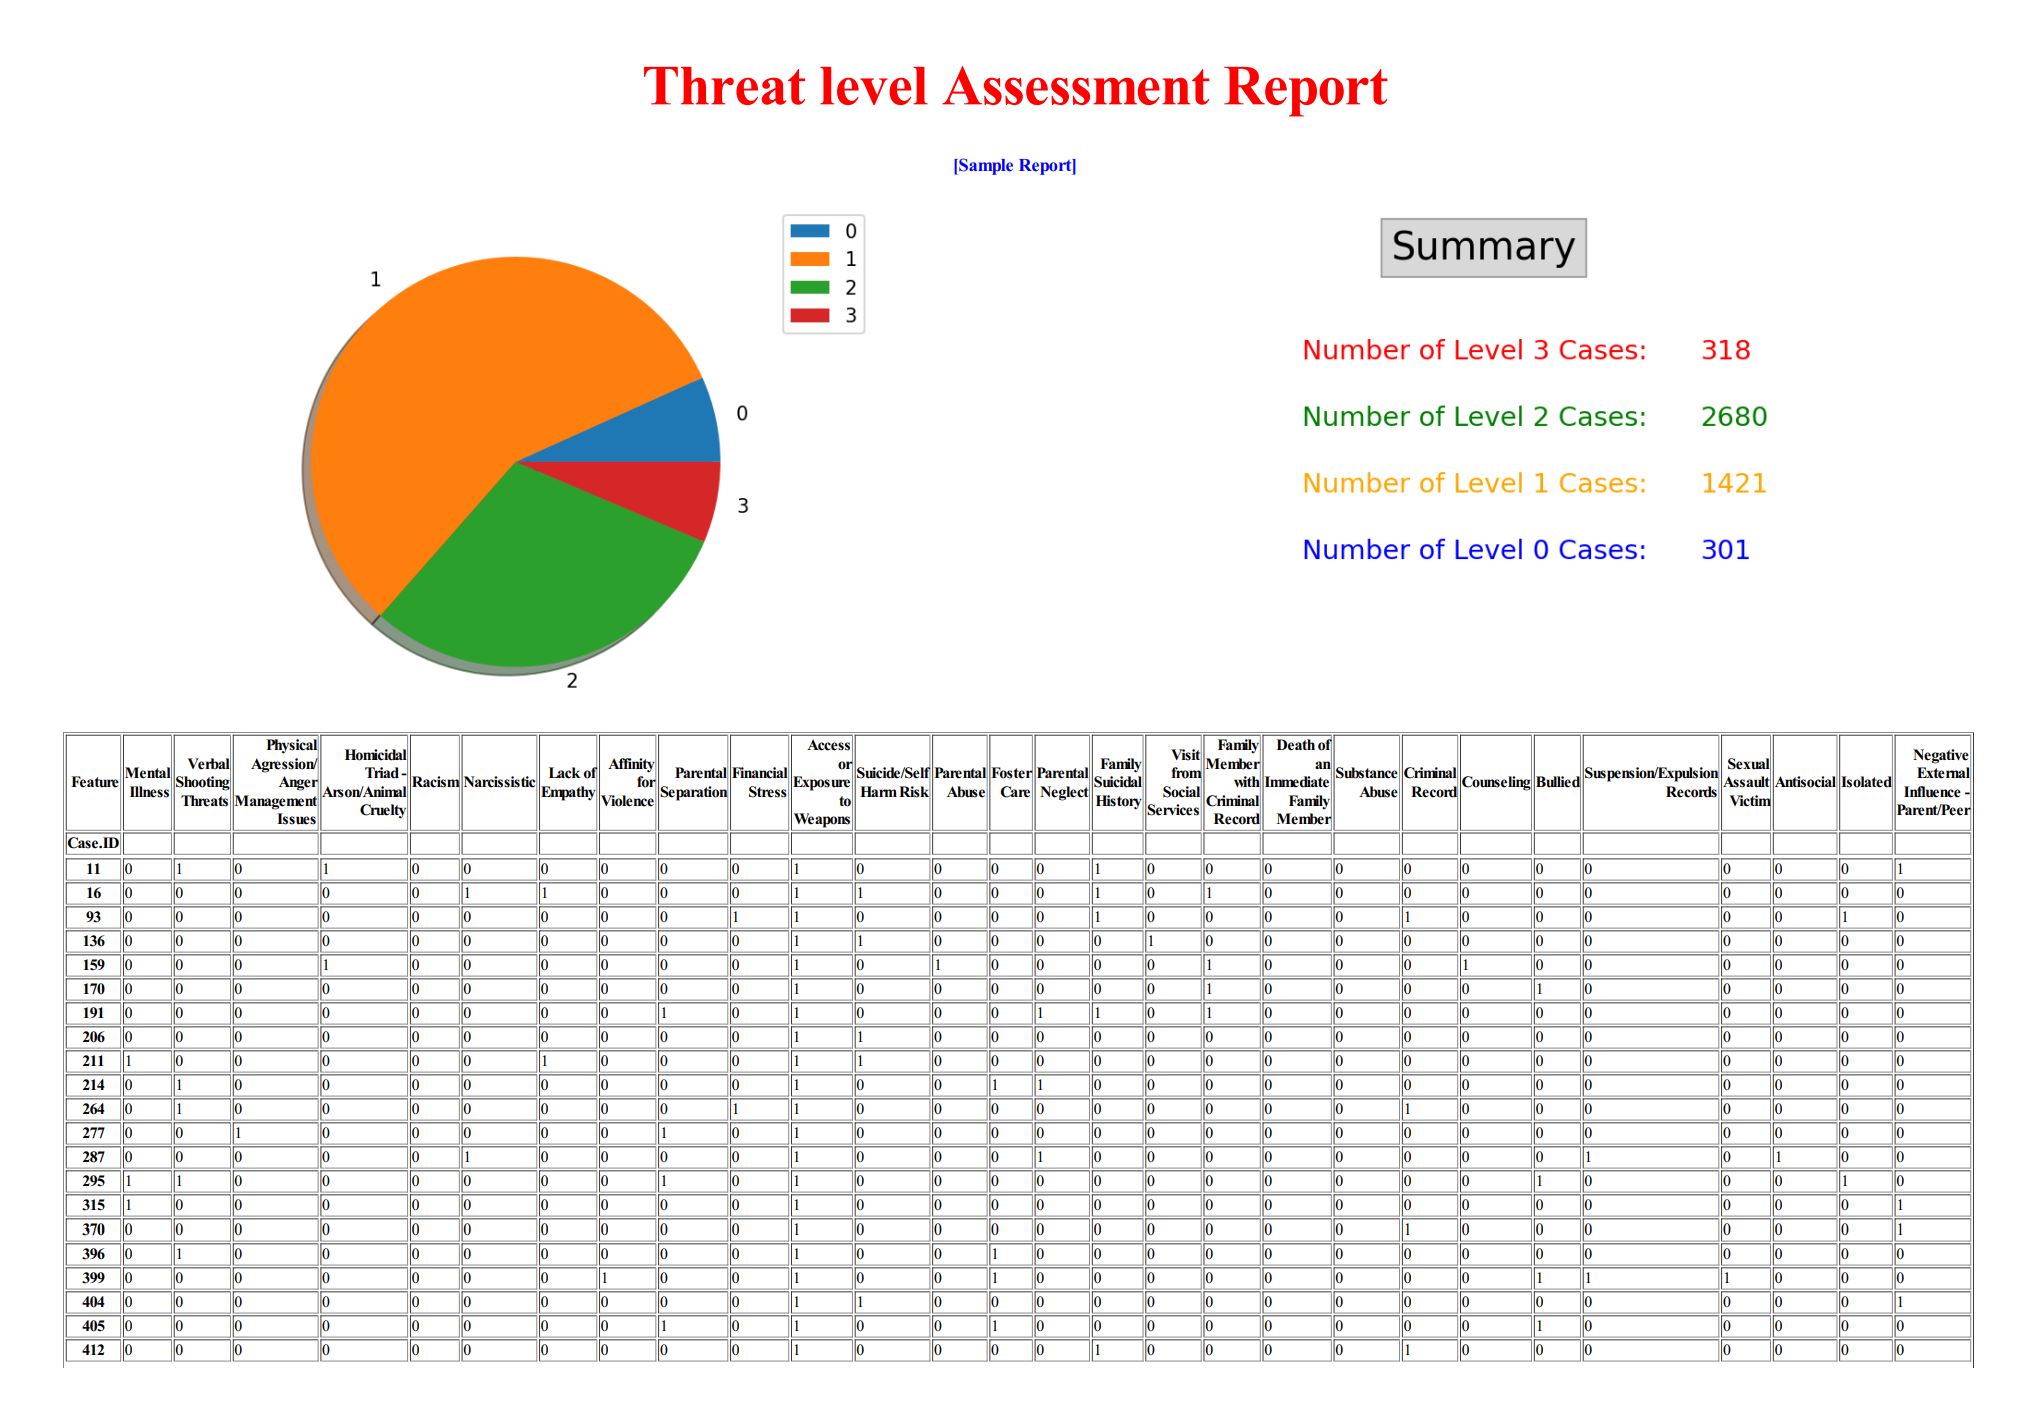 Threat level Assessment Report
[Sample Report]
1
0
3
2
0
1
2
3
Summary
Number of Level 3 Cases: 318
Number of Level 2 Cases: 2680
Number of Level 1 Cases: 1421
Number of Level 0 Cases: 301
Feature Mental Illness Verbal Shooting Threats Physical Agression/ Anger Management Issues Homicidal Triad - Arson/Animal Cruelty Racism Narcissistic Lack of Empathy Affinity for Violence Parental Separation Financial Stress Access or Exposure to Weapons Suicide/Self Harm Risk Parental Abuse Foster Care Parental Neglect Family Suicidal History Visit from Social Services Family Member with Criminal Record Death of an Immediate Family Member Substance Abuse Criminal Record Counseling Bullied Suspension/Expulsion Records Sexual Assault Victim Antisocial Isolated Negative External Influence - Parent/Peer
Case.ID
11 0 1 0 1 0 0 0 0 0 0 1 0 0 0 0 1 0 0 0 0 0 0 0 0 0 0 0 1
16 0 0 0 0 0 1 1 0 0 0 1 1 0 0 0 1 0 1 0 0 0 0 0 0 0 0 0 0
93 0 0 0 0 0 0 0 0 0 1 1 0 0 0 0 1 0 0 0 0 1 0 0 0 0 0 1 0
136 0 0 0 0 0 0 0 0 0 0 1 1 0 0 0 0 1 0 0 0 0 0 0 0 0 0 0 0
159 0 0 0 1 0 0 0 0 0 0 1 0 1 0 0 0 0 1 0 0 0 1 0 0 0 0 0 0
170 0 0 0 0 0 0 0 0 0 0 1 0 0 0 0 0 0 1 0 0 0 0 1 0 0 0 0 0
191 0 0 0 0 0 0 0 0 1 0 1 0 0 0 1 1 0 1 0 0 0 0 0 0 0 0 0 0
206 0 0 0 0 0 0 0 0 0 0 1 1 0 0 0 0 0 0 0 0 0 0 0 0 0 0 0 0
211 1 0 0 0 0 0 1 0 0 0 1 1 0 0 0 0 0 0 0 0 0 0 0 0 0 0 0 0
214 0 1 0 0 0 0 0 0 0 0 1 0 0 1 1 0 0 0 0 0 0 0 0 0 0 0 0 0
264 0 1 0 0 0 0 0 0 0 1 1 0 0 0 0 0 0 0 0 0 1 0 0 0 0 0 0 0
277 0 0 1 0 0 0 0 0 1 0 1 0 0 0 0 0 0 0 0 0 0 0 0 0 0 0 0 0
287 0 0 0 0 0 1 0 0 0 0 1 0 0 0 1 0 0 0 0 0 0 0 0 1 0 1 0 0
295 1 1 0 0 0 0 0 0 1 0 1 0 0 0 0 0 0 0 0 0 0 0 1 0 0 0 1 0
315 1 0 0 0 0 0 0 0 0 0 1 0 0 0 0 0 0 0 0 0 0 0 0 0 0 0 0 1
370 0 0 0 0 0 0 0 0 0 0 1 0 0 0 0 0 0 0 0 0 1 0 0 0 0 0 0 1
396 0 1 0 0 0 0 0 0 0 0 1 0 0 1 0 0 0 0 0 0 0 0 0 0 0 0 0 0
399 0 0 0 0 0 0 0 1 0 0 1 0 0 1 0 0 0 0 0 0 0 0 1 1 1 0 0 0
404 0 0 0 0 0 0 0 0 0 0 1 1 0 0 0 0 0 0 0 0 0 0 0 0 0 0 0 1
405 0 0 0 0 0 0 0 0 1 0 1 0 0 1 0 0 0 0 0 0 0 0 1 0 0 0 0 0
412 0 0 0 0 0 0 0 0 0 0 1 0 0 0 0 1 0 0 0 0 1 0 0 0 0 0 0 0